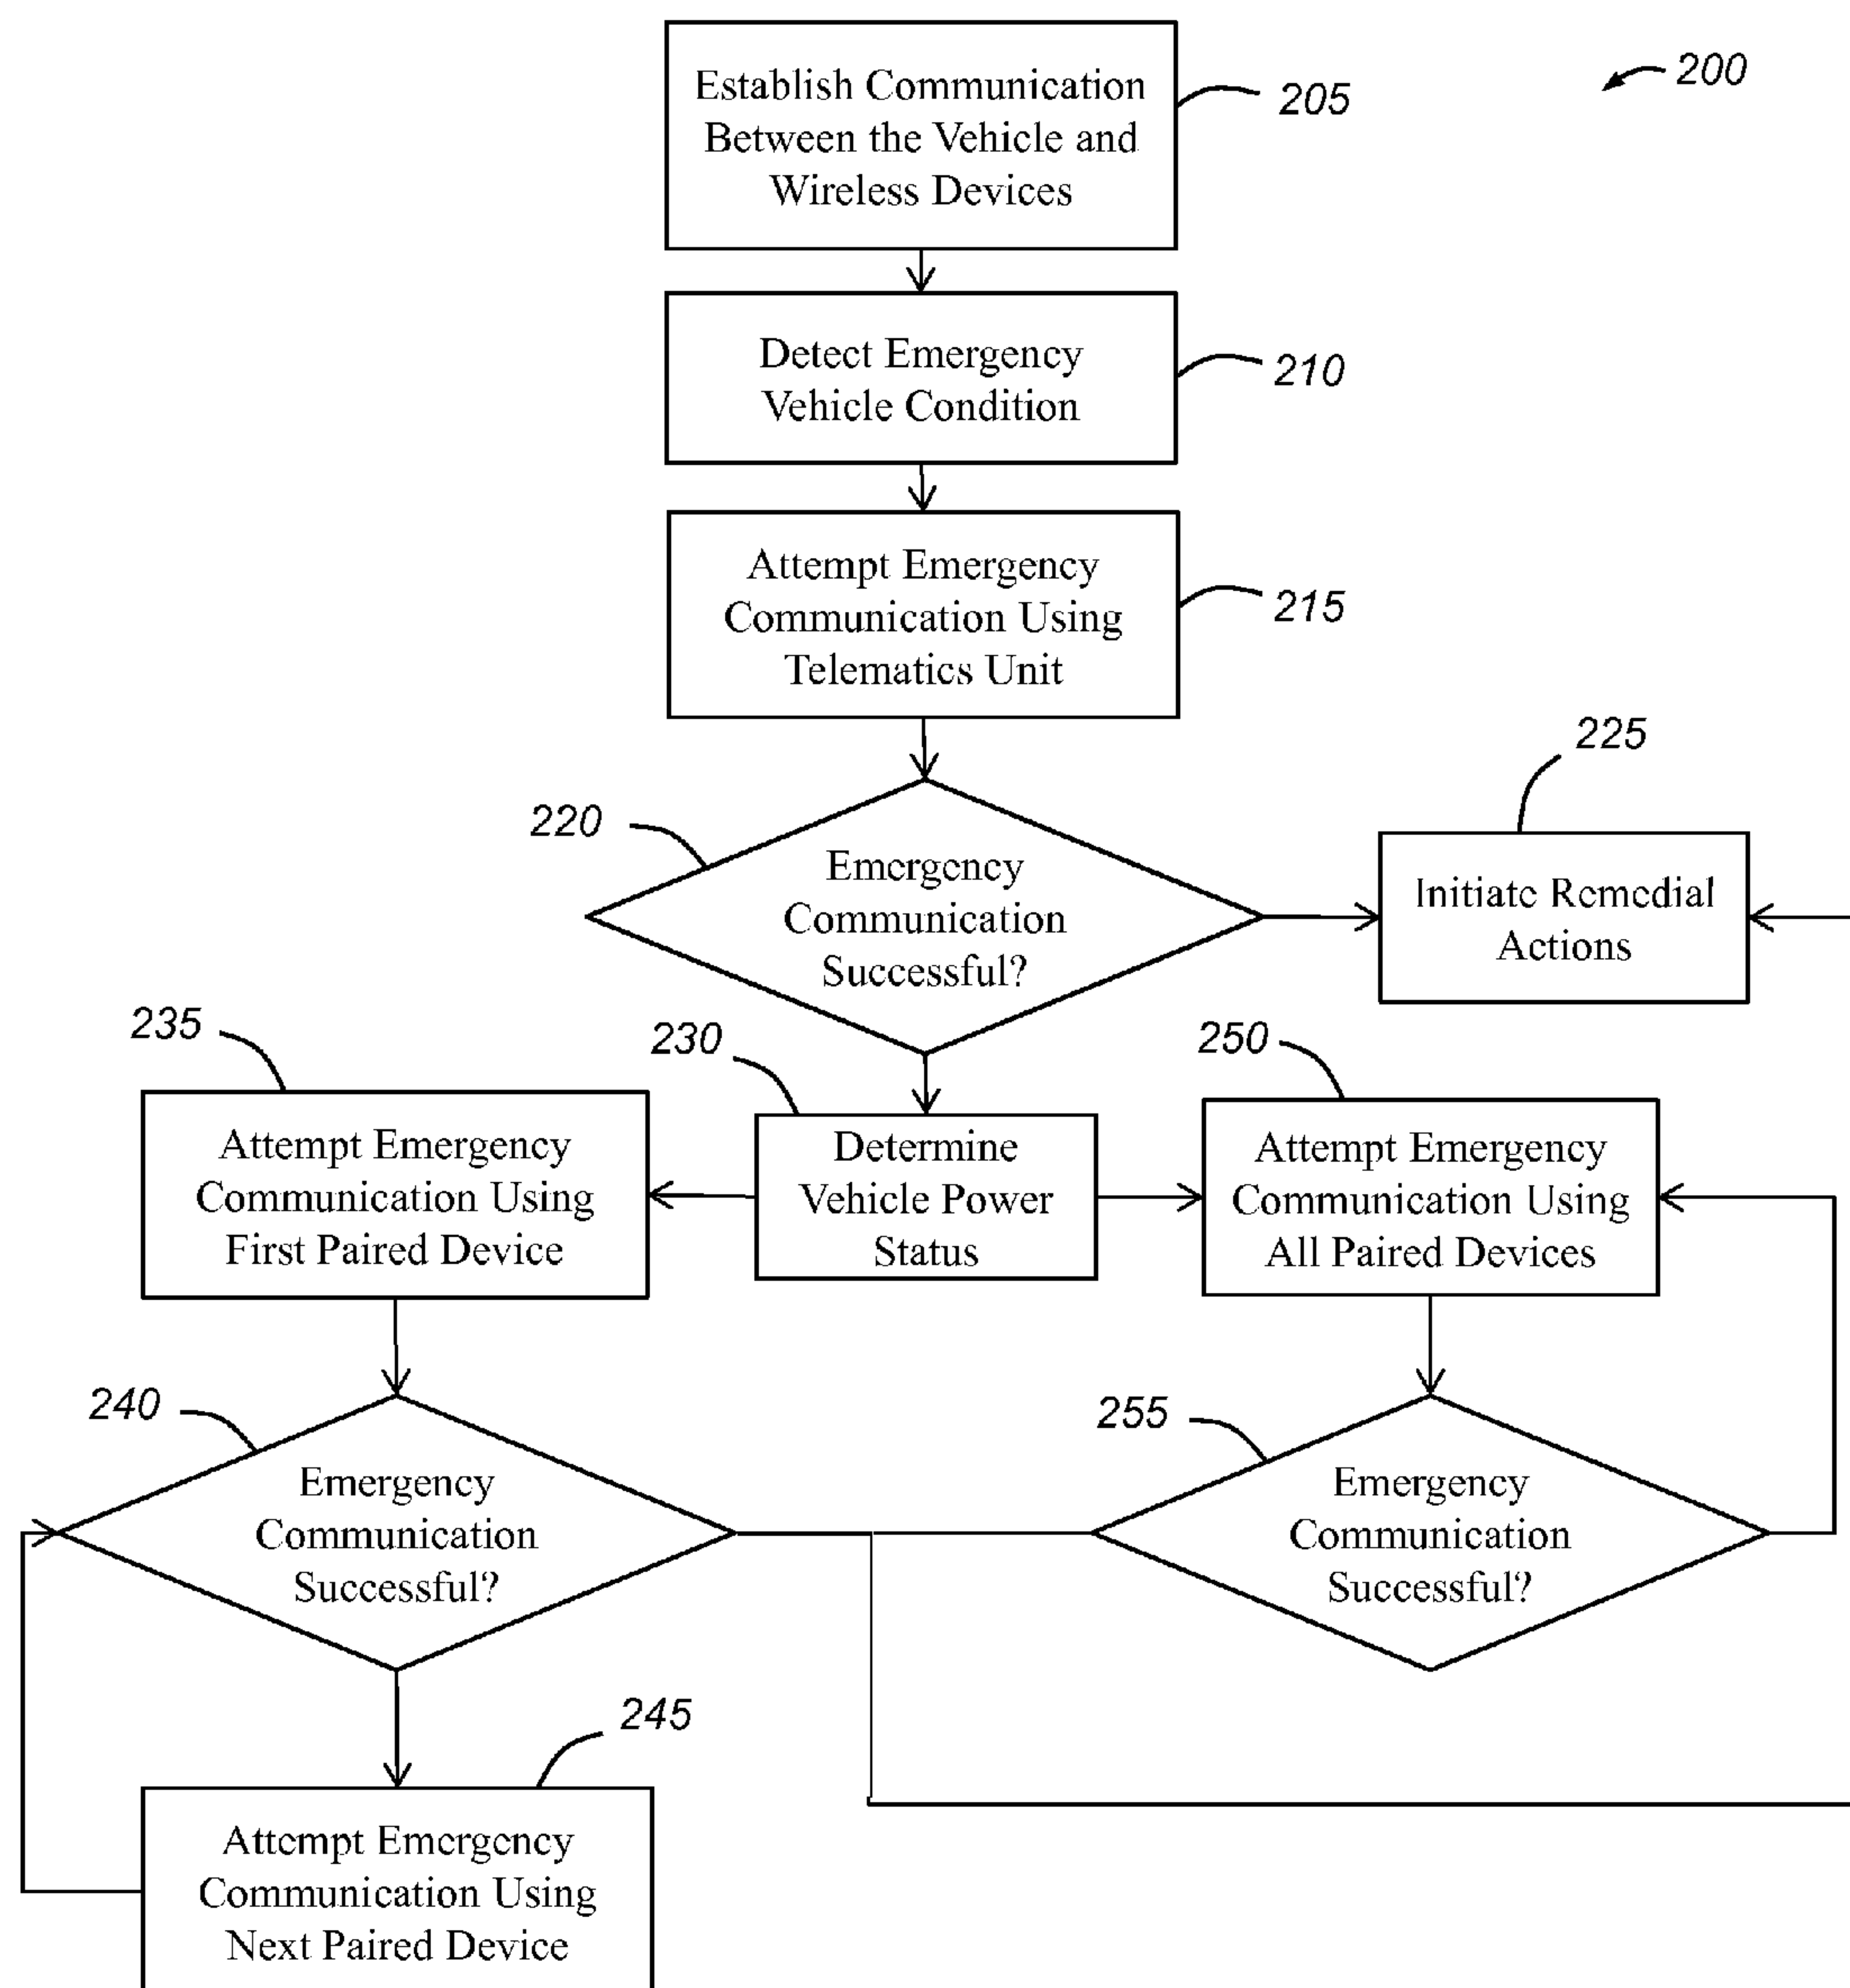 200
Establish Communication
Between the Vehicle and
Wireless Devices
205
Detect Emergency
Vehicle Condition
210
Attempt Emergency
Communication Using
Telematics Unit
215
220
Emergency
Communication
Successful?
225
Initiate Remedial
Actions
230
Determine
Vehicle Power
Status
235
Attempt Emergency
Communication Using
First Paired Device
250
Attempt Emergency
Communication Using
All Paired Devices
240
Emergency
Communication
Successful?
255
Emergency
Communication
Successful?
245
Attempt Emergency
Communication Using
Next Paired Device